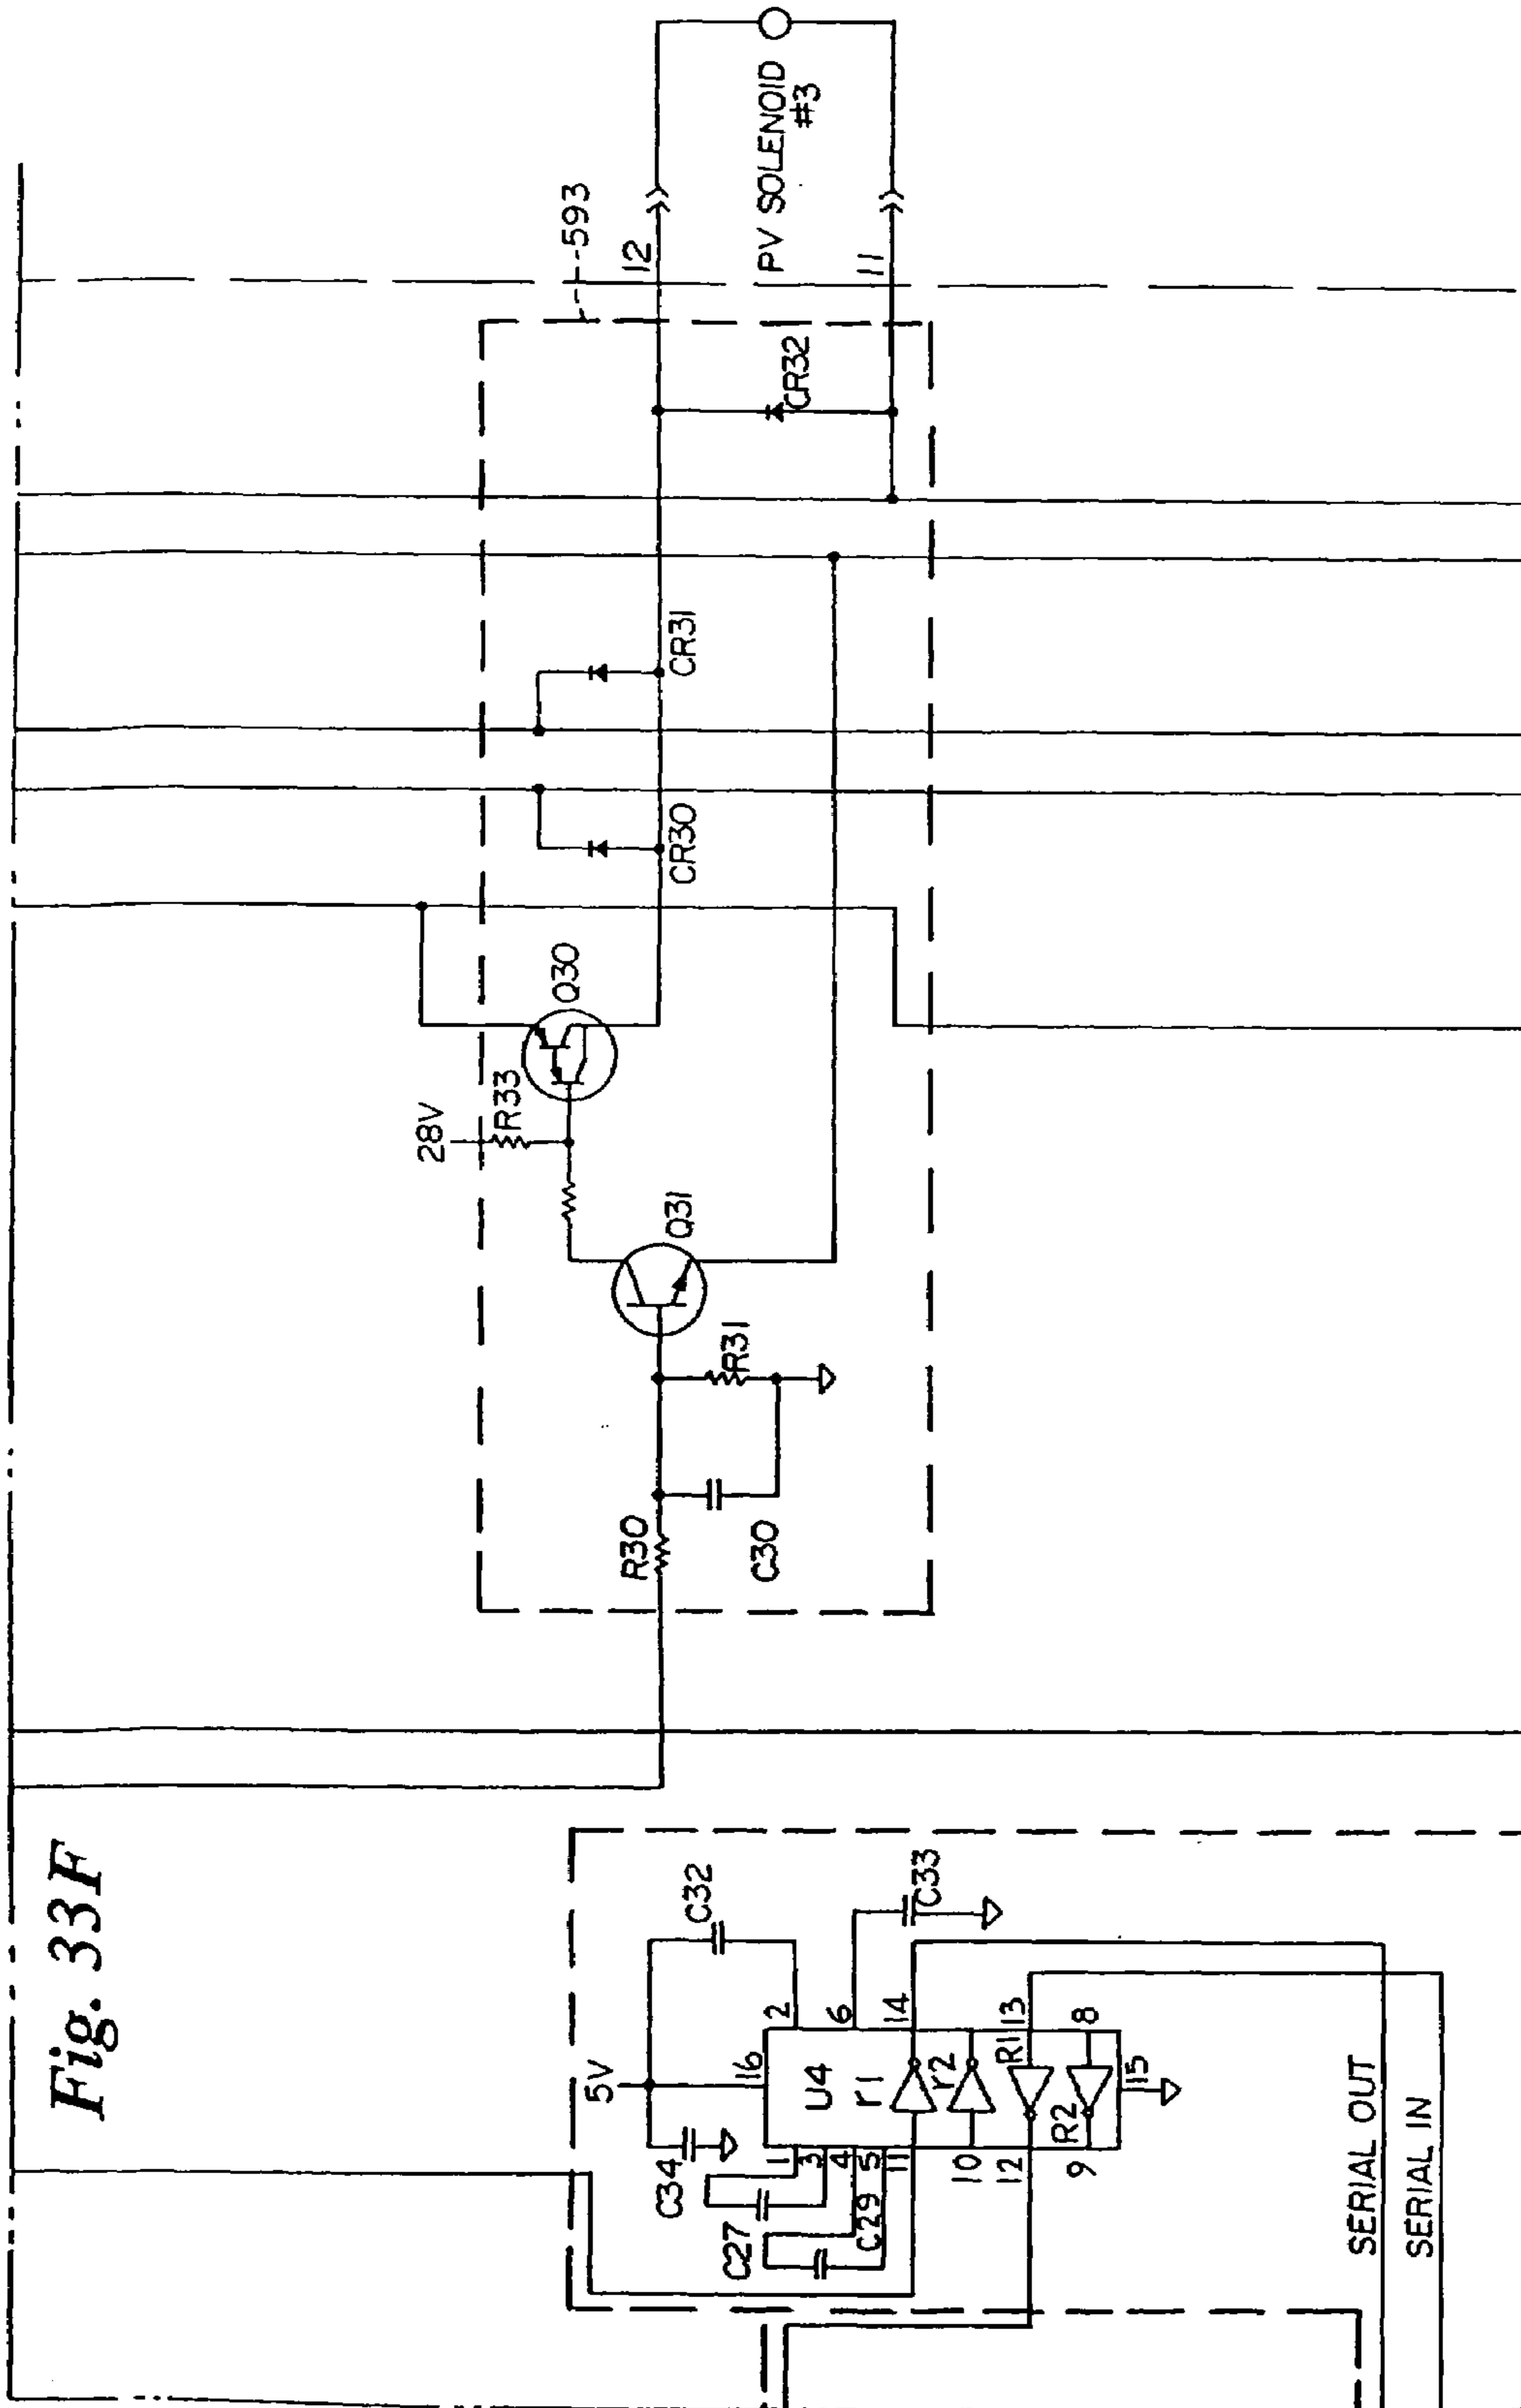 Fig. 33F
593
12
PV SOLENOID
#3
11
CR32
CR31
CR30
Q30
28V
R33
Q31
R31
R30
C30
C32
5V
C33
C34
16
2
U4
6
r1
14
r2
R1
13
R2
8
15
1
3
4
5
11
10
12
9
C27
C29
SERIAL OUT
SERIAL IN